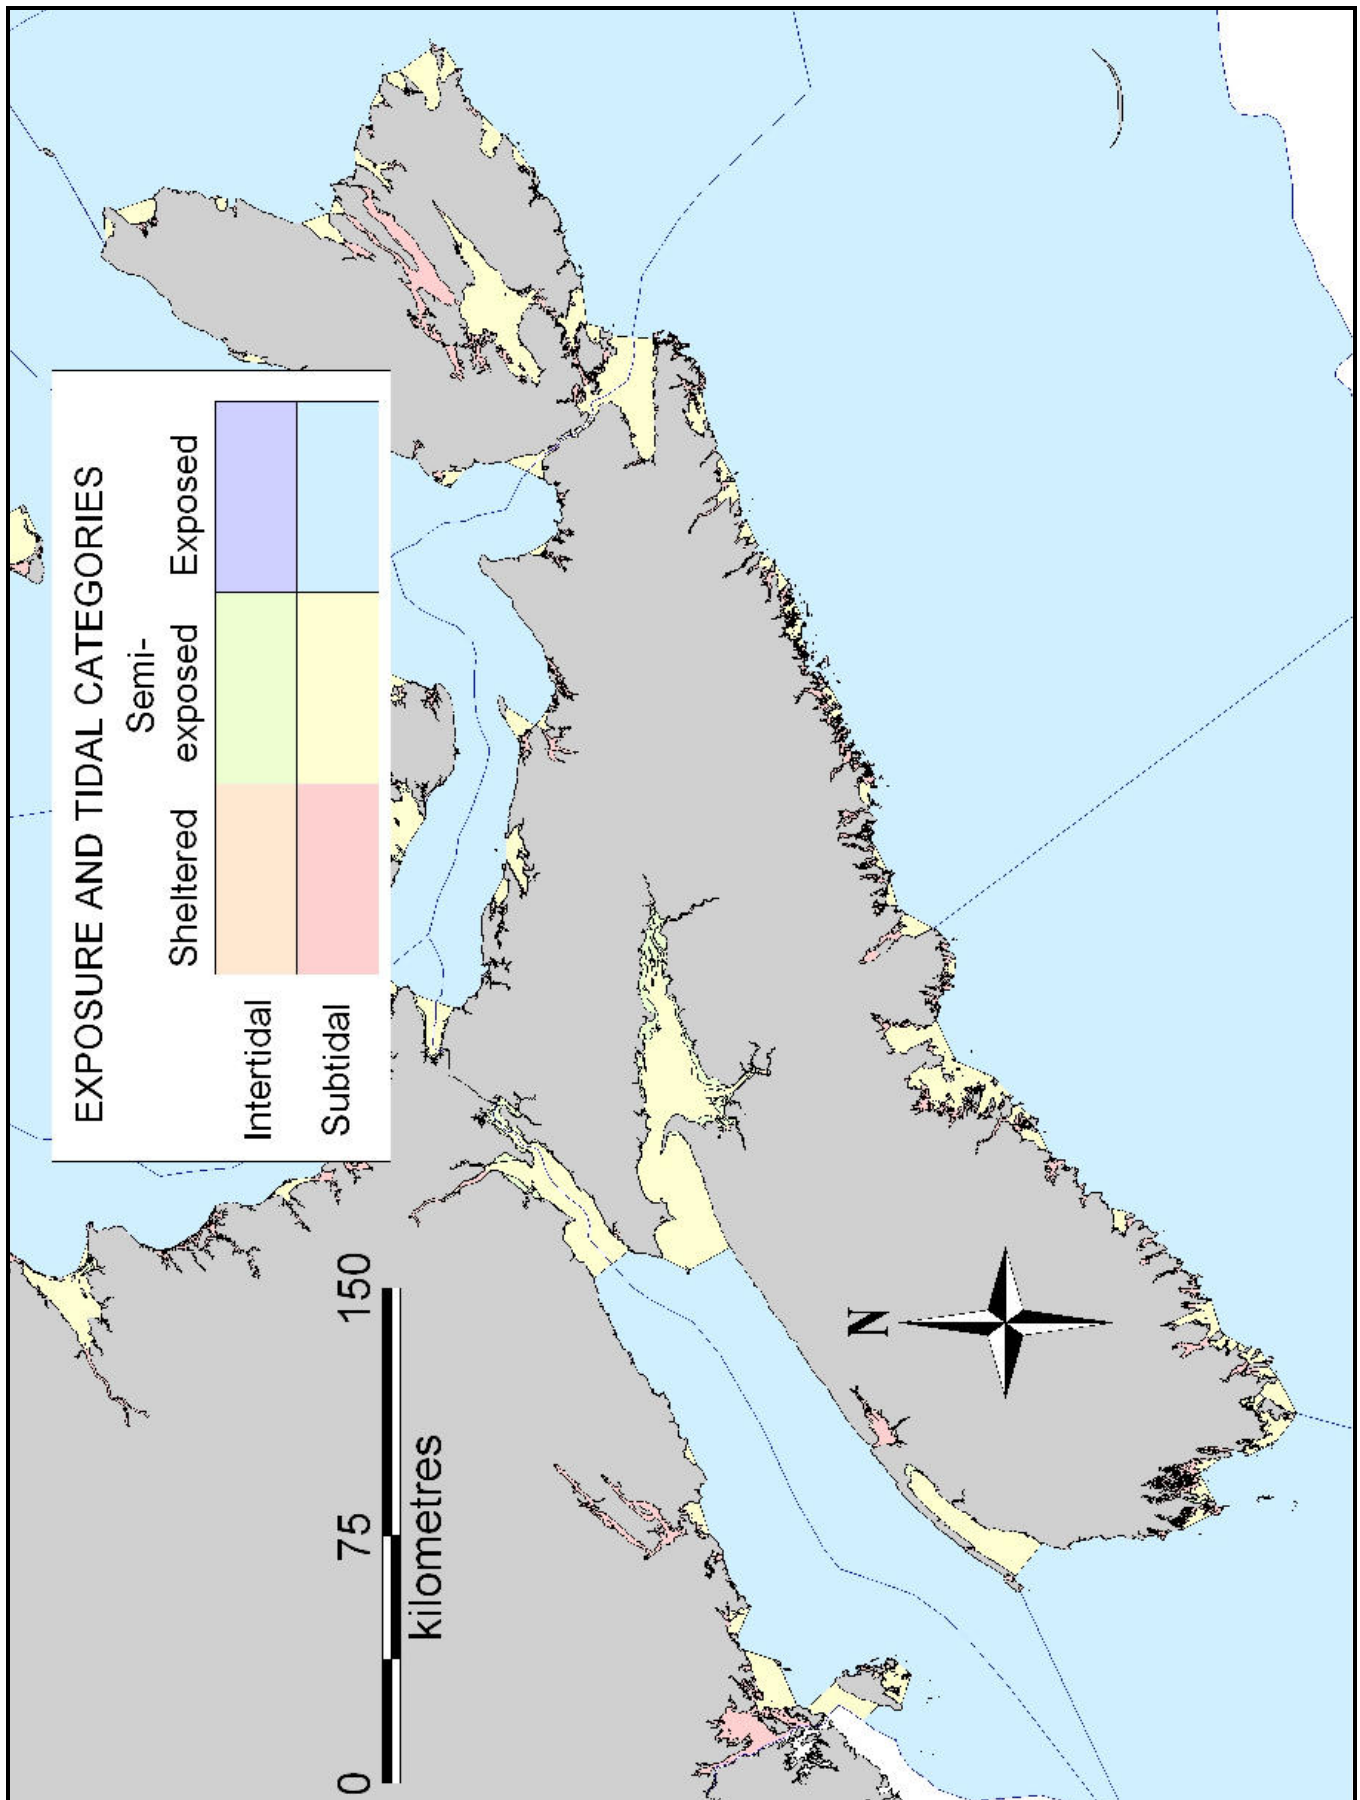 EXPOSURE AND TIDAL CATEGORIES
Semi-
Sheltered exposed Exposed
Intertidal
Subtidal
0 75 150
kilometres
N